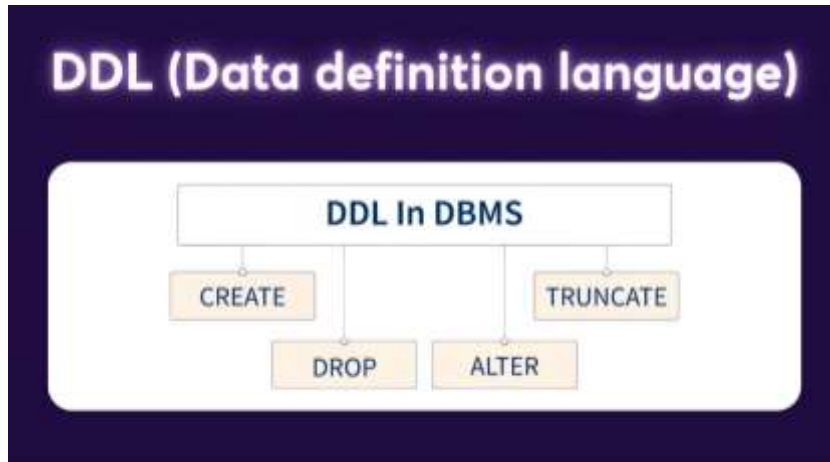 DDL (Data definition language)
DDL In DBMS
CREATE
TRUNCATE
DROP
ALTER